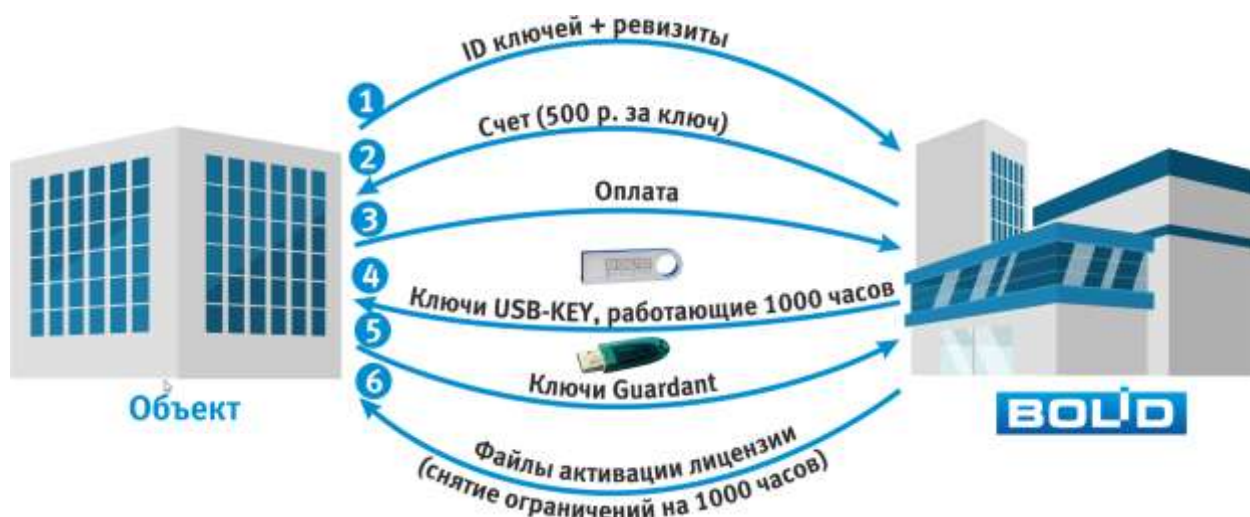 1
ID ключей + ревизиты
2
Счет (500 р. за ключ)
3
Оплата
4
Ключи USB-KEY, работающие 1000 часов
5
Ключи Guardant
6
Файлы активации лицензии
(снятие ограничений на 1000 часов)
Объект
BOLID